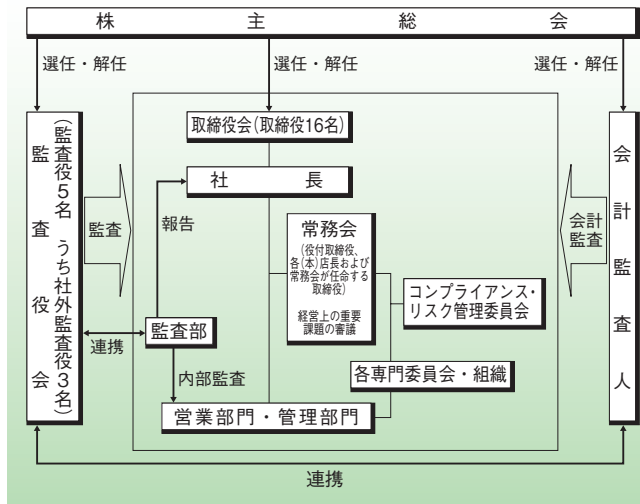 株主総会
選任・解任
選任・解任
選任・解任
取締役会(取締役16名)
社長
監査役会
(監査役5名 うち社外監査役3名)
監査
報告
常務会
(役付取締役、
各(本)店長および
常務会が任命する
取締役)
経営上の重要
課題の審議
会計
監査
会計監査人
コンプライアンス・
リスク管理委員会
監査部
連携
内部監査
各専門委員会・組織
営業部門・管理部門
連携